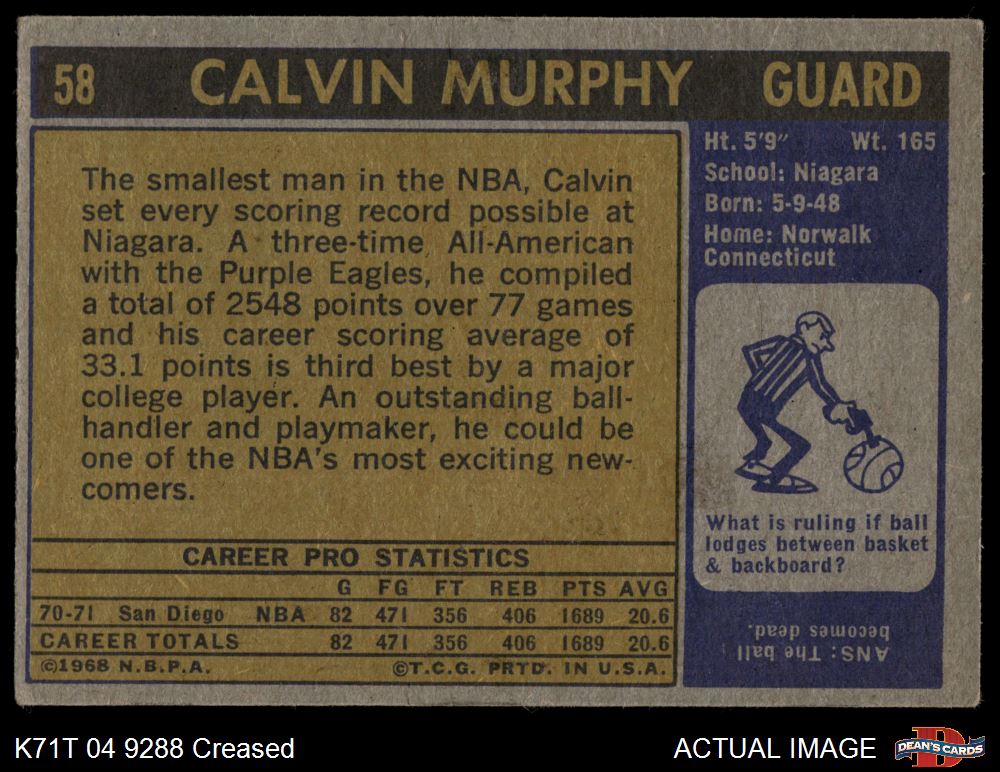 58 CALVIN MURPHY GUARD
The smallest man in the NBA, Calvin
set every scoring record possible at
Niagara. A three-time All-American
with the Purple Eagles, he compiled
a total of 2548 points over 77 games
and his career scoring average of
33.1 points is third best by a major
college player. An outstanding ball-
handler and playmaker, he could be
one of the NBA's most exciting new-
comers.
Ht. 5'9" Wt. 165
School: Niagara
Born: 5-9-48
Home: Norwalk
Connecticut
What is ruling if ball
lodges between basket
& backboard?
ANS: The ball
becomes dead.
CAREER PRO STATISTICS
G FG FT REB PTS AVG
70-71 San Diego NBA 82 471 356 406 1689 20.6
CAREER TOTALS 82 471 356 406 1689 20.6
©1968 N.B.P.A. ©T.C.G. PRTD. IN U.S.A.
K71T 04 9288 Creased
ACTUAL IMAGE
DEAN'S CARDS